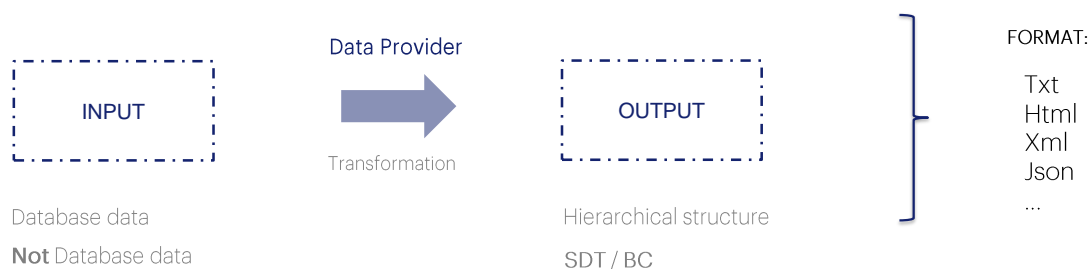 Data Provider
INPUT
Transformation
Database data
Not Database data
OUTPUT
Hierarchical structure
SDT / BC
FORMAT:
Txt
Html
Xml
Json
...